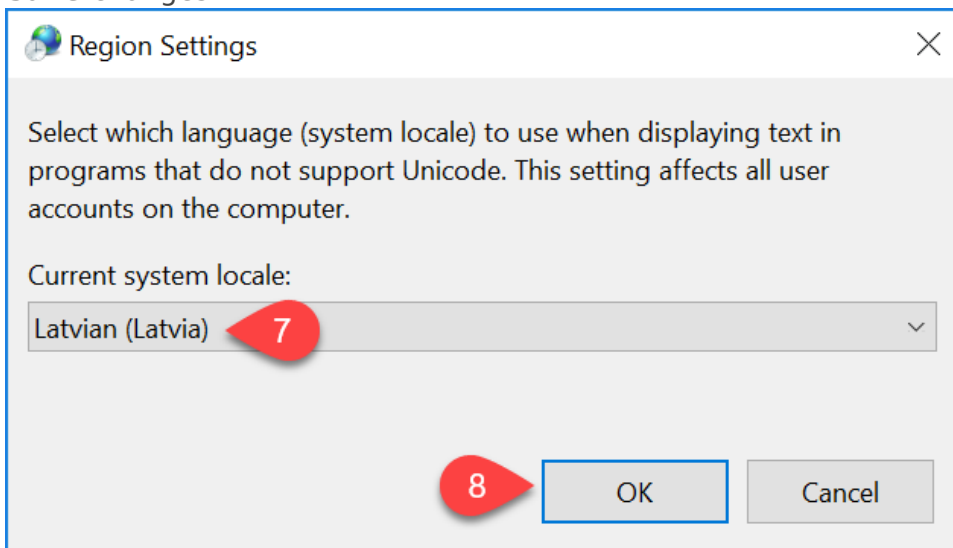 Region Settings
Select which language (system locale) to use when displaying text in
programs that do not support Unicode. This setting affects all user
accounts on the computer.
Current system locale:
Latvian (Latvia) 7
8 OK Cancel